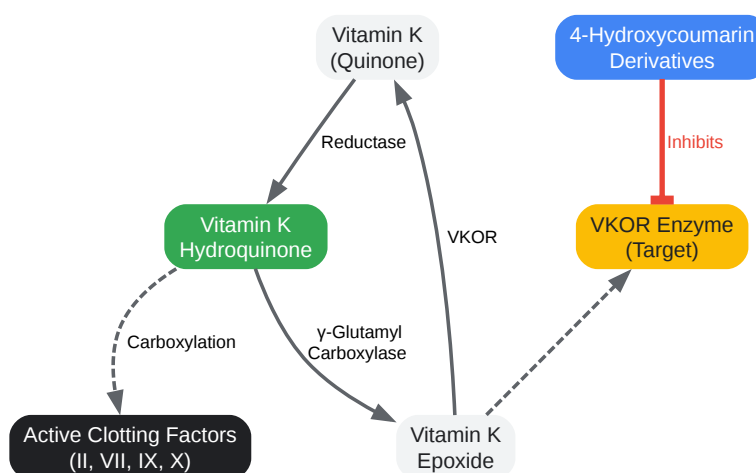 Vitamin K
(Quinone)
4-Hydroxycoumarin
Derivatives
Reductase
Inhibits
Vitamin K
Hydroquinone
VKOR
VKOR Enzyme
(Target)
Carboxylation
γ-Glutamyl
Carboxylase
Active Clotting Factors
(II, VII, IX, X)
Vitamin K
Epoxide